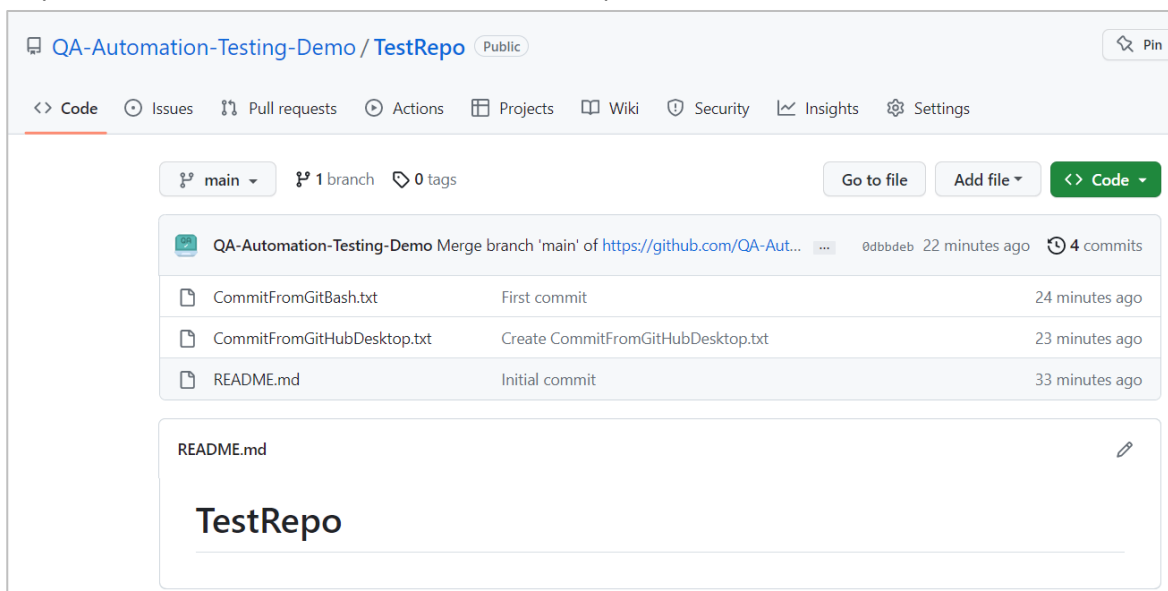 QA-Automation-Testing-Demo / TestRepo Public Pin
Code Issues Pull requests Actions Projects Wiki Security Insights Settings
main 1 branch 0 tags Go to file Add file Code
QA-Automation-Testing-Demo Merge branch 'main' of https://github.com/QA-Aut... ... 0dbbdeb 22 minutes ago 4 commits
CommitFromGitBash.txt First commit 24 minutes ago
CommitFromGitHubDesktop.txt Create CommitFromGitHubDesktop.txt 23 minutes ago
README.md Initial commit 33 minutes ago
README.md
TestRepo